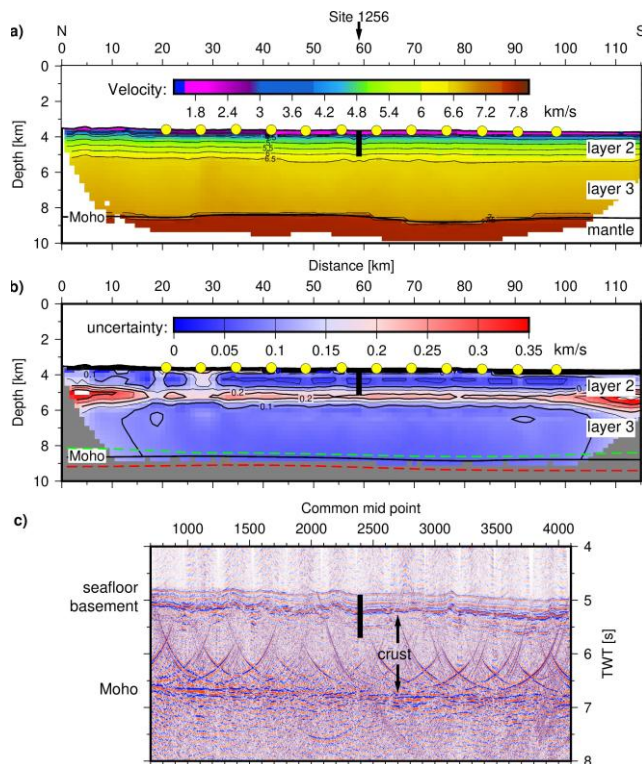 Site 1256
a) N S
0 10 20 30 40 50 60 70 80 90 100 110
0
Velocity:
1.8 2.4 3 3.6 4.2 4.8 5.4 6 6.6 7.2 7.8 km/s
2
Depth [km]
4
layer 2
6.5
6
layer 3
8
Moho
mantle
10
Distance [km]
b) 0 10 20 30 40 50 60 70 80 90 100 110
0
uncertainty:
0 0.05 0.1 0.15 0.2 0.25 0.3 0.35
km/s
2
Depth [km]
4
0.1
layer 2
0.2 0.2
6
0.1
layer 3
8
Moho
10
c) Common mid point
1000 1500 2000 2500 3000 3500 4000
4
seafloor
basement
5
crust
6
TWT [s]
Moho
7
8